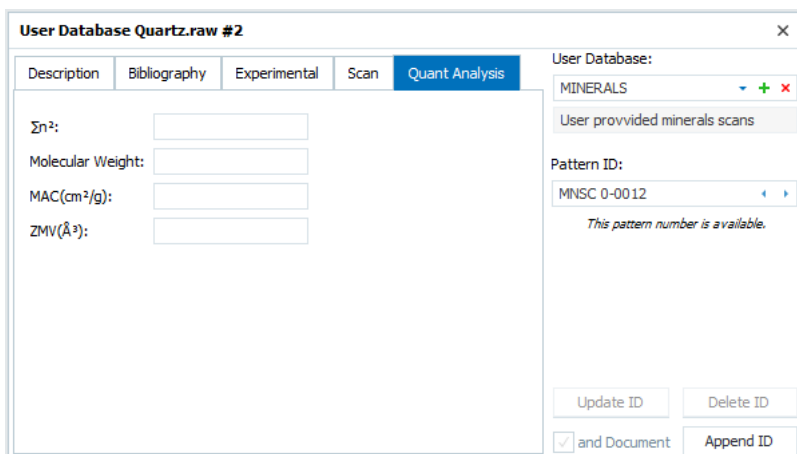 User Database Quartz.raw #2
Description Bibliography Experimental Scan Quant Analysis
Σn²:
Molecular Weight:
MAC(cm²/g):
ZMV(Å³):
User Database:
MINERALS
User provvided minerals scans
Pattern ID:
MNSC 0-0012
This pattern number is available.
Update ID Delete ID
and Document Append ID